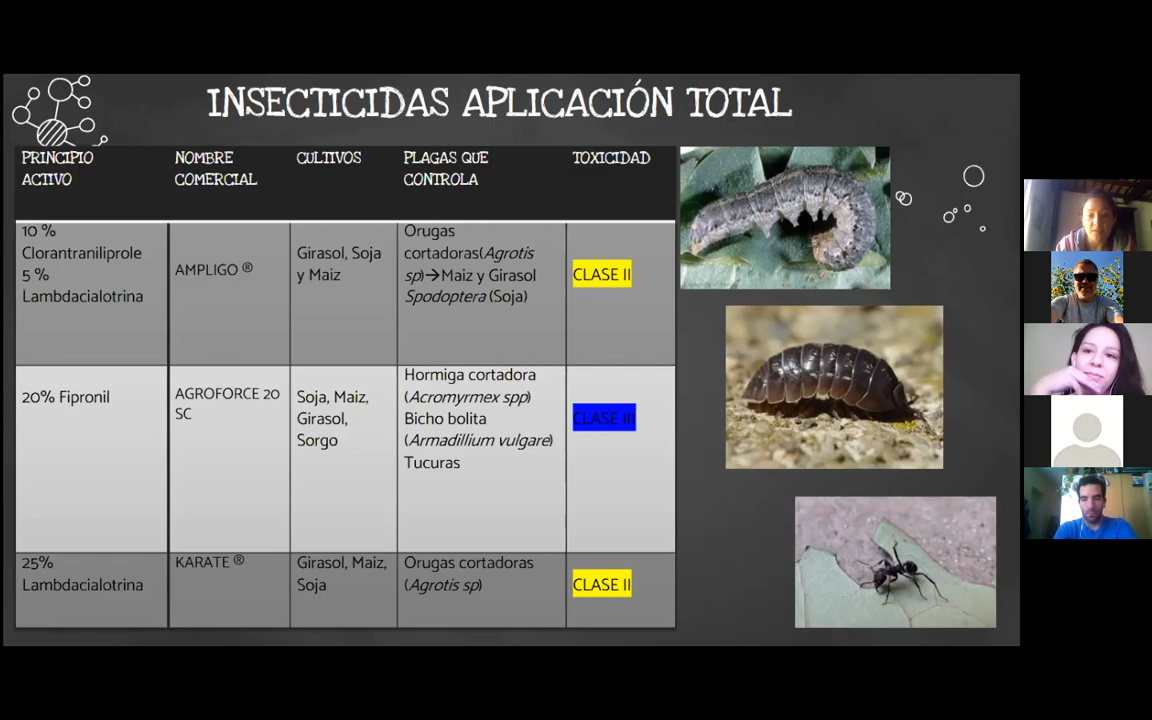 INSECTICIDAS APLICACIÓN TOTAL
PRINCIPIO
ACTIVO
NOMBRE
COMERCIAL
CULTIVOS
PLAGAS QUE
CONTROLA
TOXICIDAD
10 %
Clorantraniliprole
5 %
Lambdacialotrina
AMPLIGO ®
Girasol, Soja
y Maiz
Orugas
cortadoras(Agrotis
sp)→Maiz y Girasol
Spodoptera (Soja)
CLASE II
20% Fipronil
AGROFORCE 20
SC
Soja, Maiz,
Girasol,
Sorgo
Hormiga cortadora
(Acromyrmex spp)
Bicho bolita
(Armadillium vulgare)
Tucuras
CLASE III
25%
Lambdacialotrina
KARATE ®
Girasol, Maiz,
Soja
Orugas cortadoras
(Agrotis sp)
CLASE II